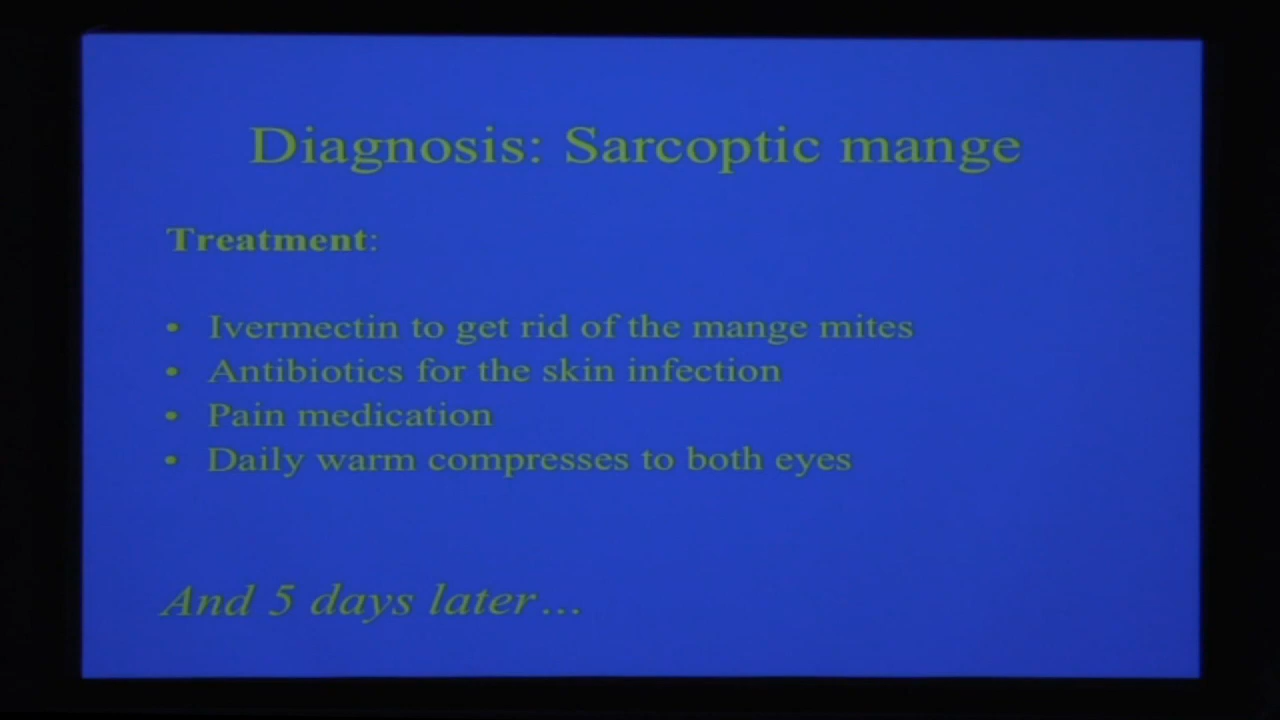 Diagnosis: Sarcoptic mange
Treatment:
• Ivermectin to get rid of the mange mites
• Antibiotics for the skin infection
• Pain medication
• Daily warm compresses to both eyes
And 5 days later…